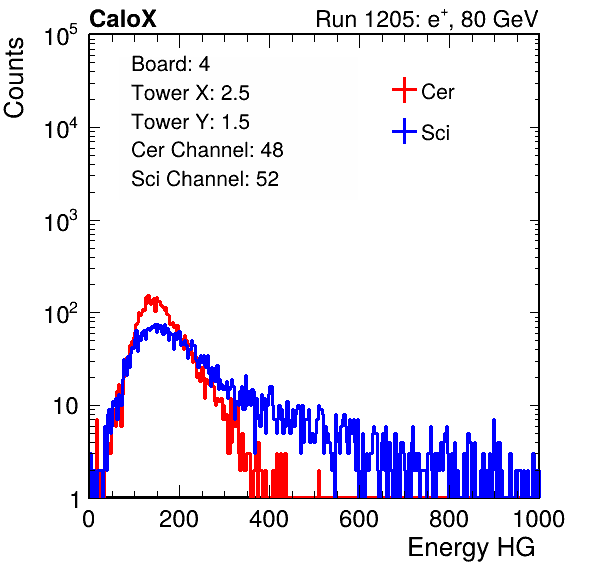 CaloX Run 1205: e⁺, 80 GeV
Counts
10⁵
10⁴
10³
10²
10
1
Board: 4
Tower X: 2.5
Tower Y: 1.5
Cer Channel: 48
Sci Channel: 52
Cer
Sci
0 200 400 600 800 1000
Energy HG